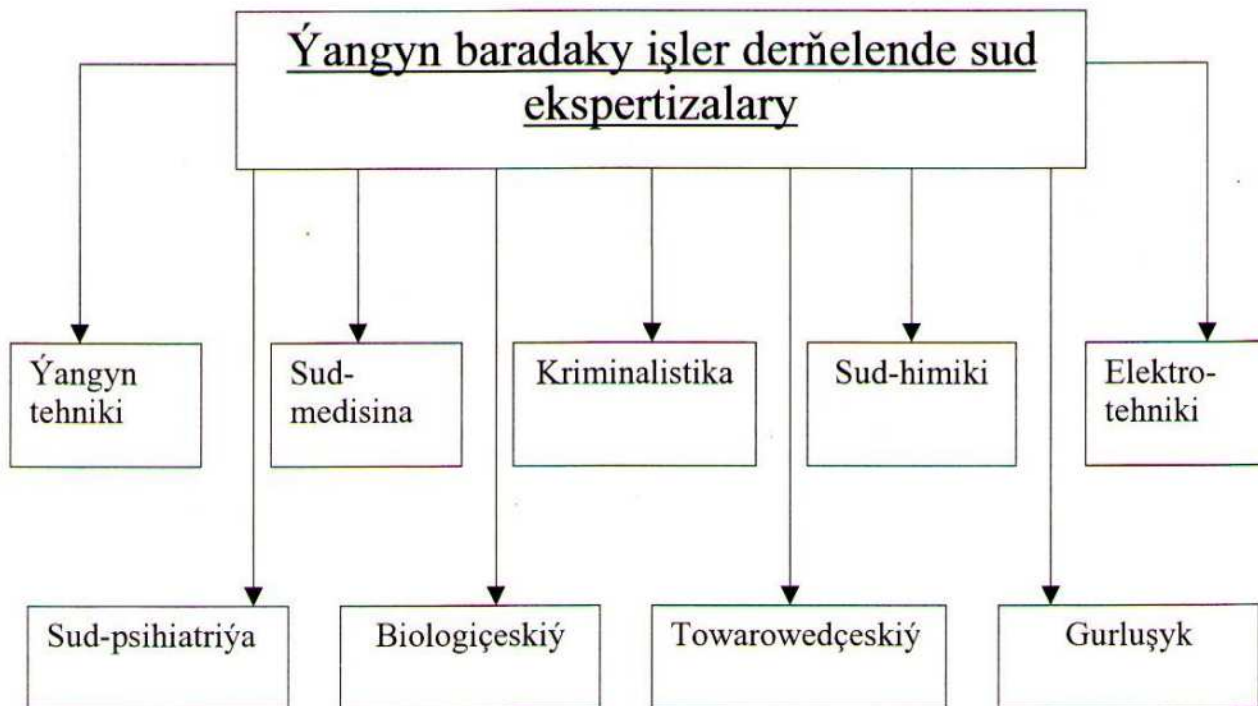 Ýangyn baradaky işler derňelende sud
ekspertizalary
Ýangyn
tehniki
Sud-
medisina
Kriminalistika
Sud-himiki
Elektro-
tehniki
Sud-psihiatriýa
Biologiçeskiý
Towarowedçeskiý
Gurluşyk